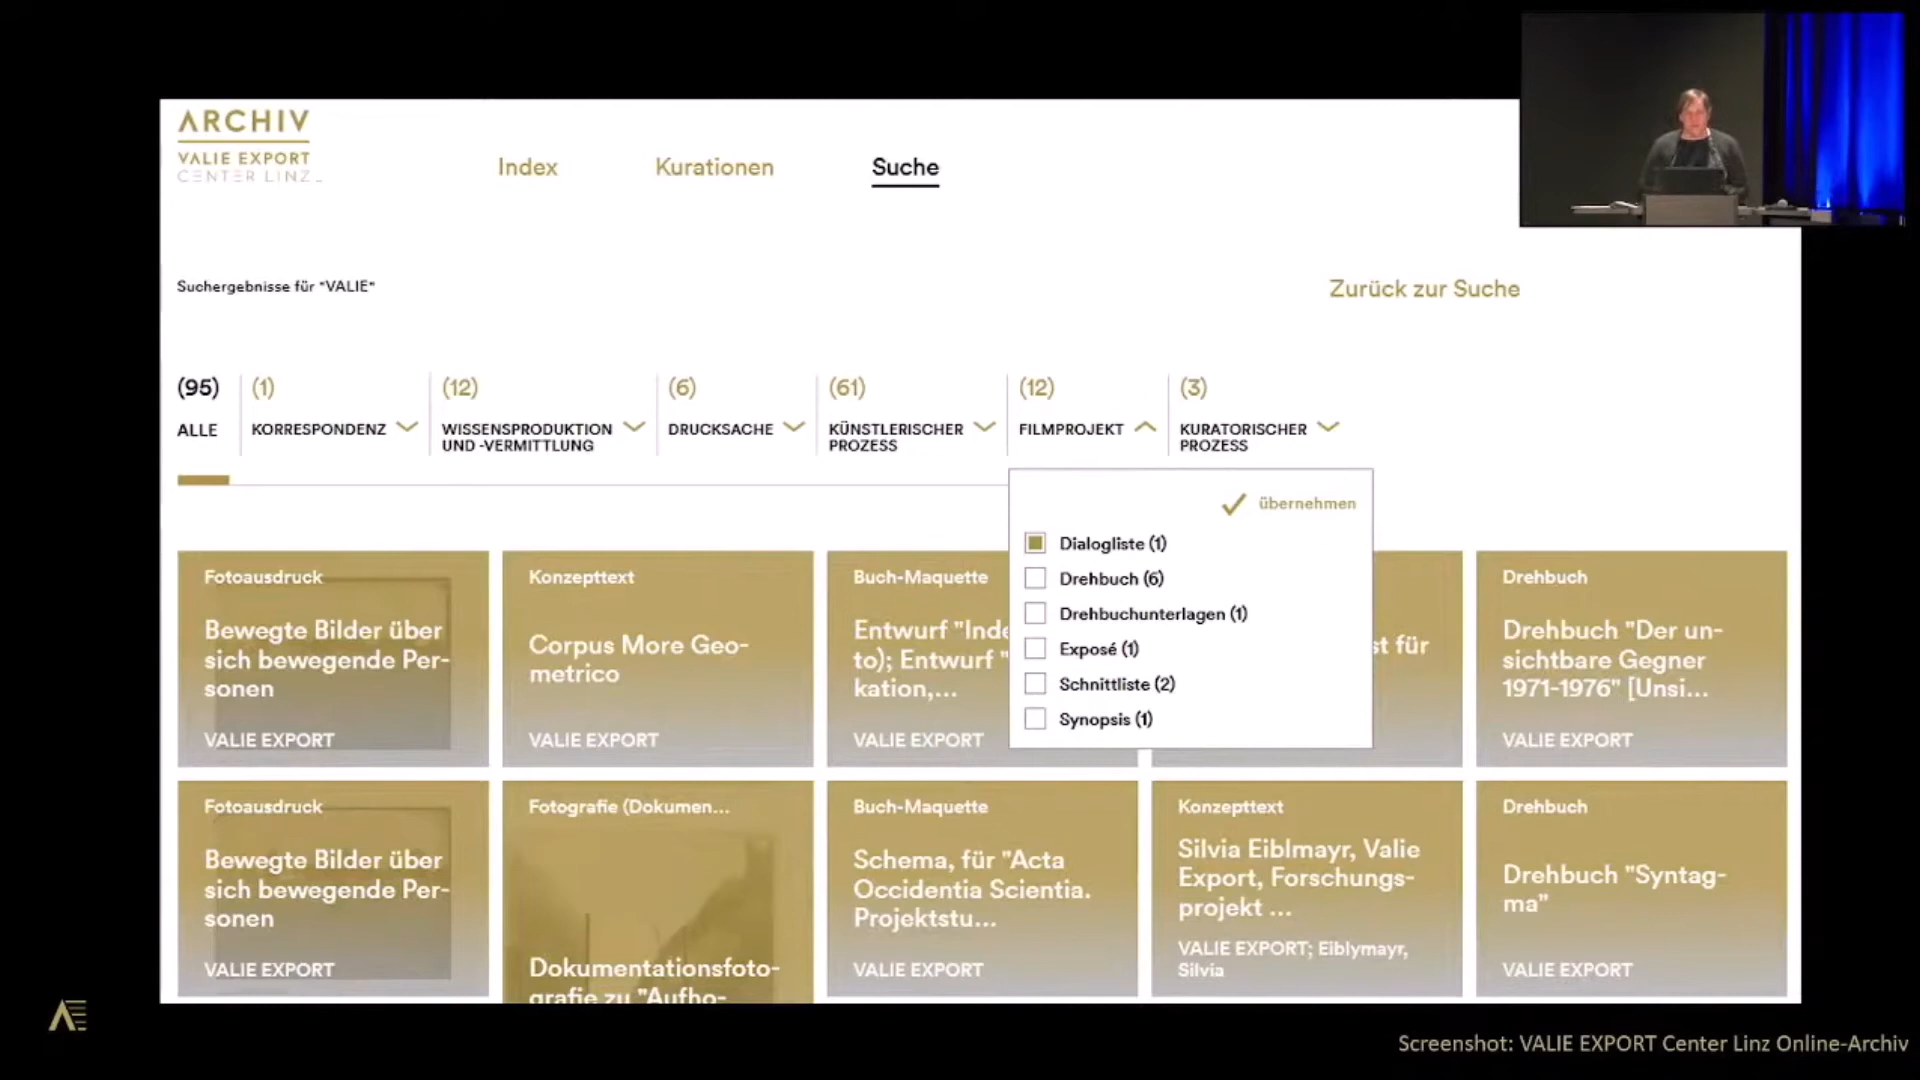 ARCHIV
VALIE EXPORT
CENTER LINZ_
Index
Kurationen
Suche
Suchergebnisse für "VALIE"
Zurück zur Suche
(95)
ALLE
(1)
KORRESPONDENZ
(12)
WISSENSPRODUKTION
UND -VERMITTLUNG
(6)
DRUCKSACHE
(61)
KÜNSTLERISCHER
PROZESS
(12)
FILMPROJEKT
(3)
KURATORISCHER
PROZESS
übernehmen
Dialogliste (1)
Drehbuch (6)
Drehbuchunterlagen (1)
Exposé (1)
Schnittliste (2)
Synopsis (1)
Fotoausdruck
Bewegte Bilder über
sich bewegende Per-
sonen
VALIE EXPORT
Konzepttext
Corpus More Geo-
metrico
VALIE EXPORT
Buch-Maquette
Entwurf "Inde
to); Entwurf "
kation,...
VALIE EXPORT
st für
Drehbuch
Drehbuch "Der un-
sichtbare Gegner
1971-1976" [Unsi...
VALIE EXPORT
Fotoausdruck
Bewegte Bilder über
sich bewegende Per-
sonen
VALIE EXPORT
Fotografie (Dokumen...
Dokumentationsfoto-
grafie zu "Aufho-
Buch-Maquette
Schema, für "Acta
Occidentia Scientia.
Projektstu...
VALIE EXPORT
Konzepttext
Silvia Eiblmayr, Valie
Export, Forschungs-
projekt ...
VALIE EXPORT; Eiblymayr,
Silvia
Drehbuch
Drehbuch "Syntag-
ma"
VALIE EXPORT
Screenshot: VALIE EXPORT Center Linz Online-Archiv